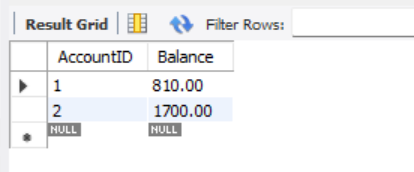 Result Grid Filter Rows:
AccountID Balance
1 810.00
2 1700.00
NULL NULL